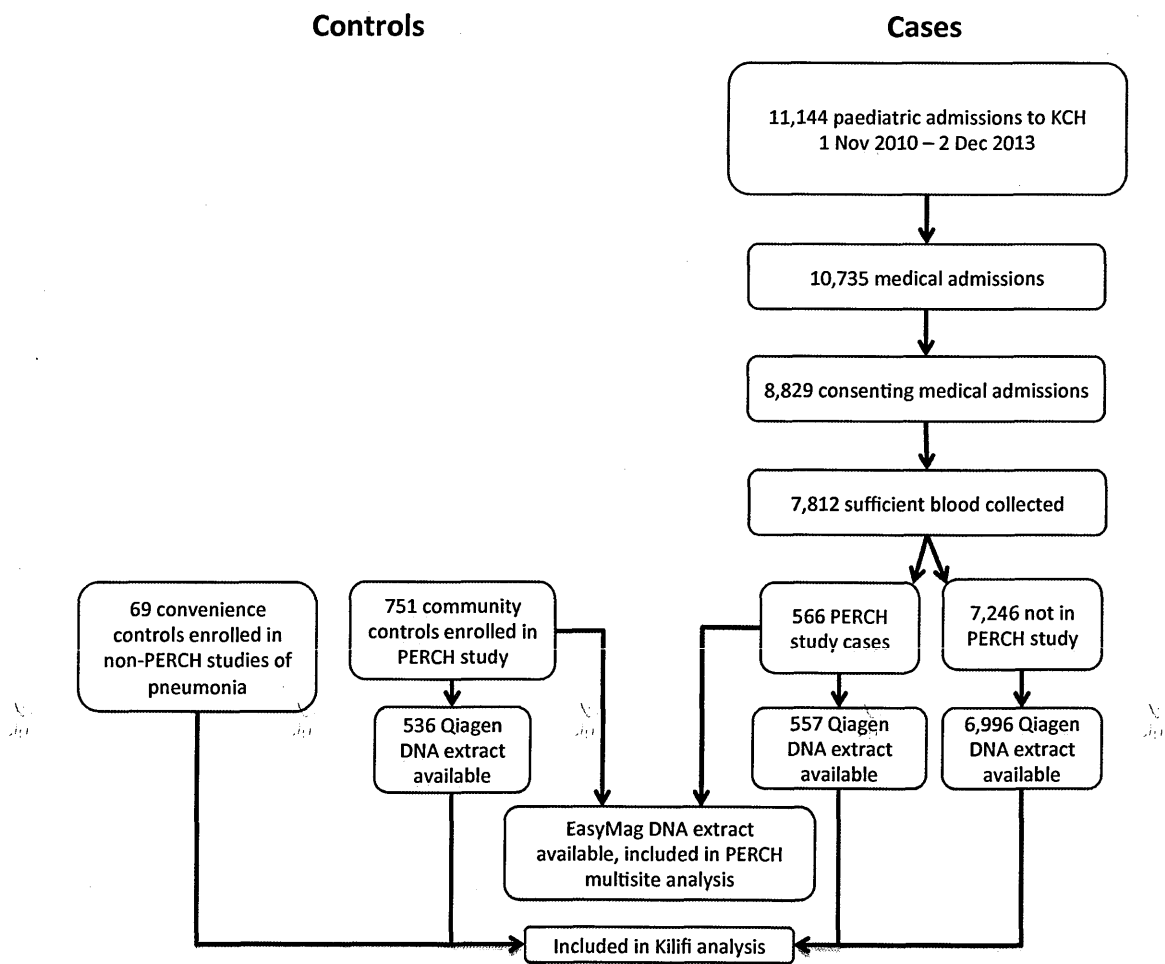 Controls
Cases
11,144 paediatric admissions to KCH
1 Nov 2010 – 2 Dec 2013
10,735 medical admissions
8,829 consenting medical admissions
7,812 sufficient blood collected
69 convenience
controls enrolled in
non-PERCH studies of
pneumonia
751 community
controls enrolled in
PERCH study
566 PERCH
study cases
7,246 not in
PERCH study
536 Qiagen
DNA extract
available
557 Qiagen
DNA extract
available
6,996 Qiagen
DNA extract
available
EasyMag DNA extract
available, included in PERCH
multisite analysis
Included in Kilifi analysis